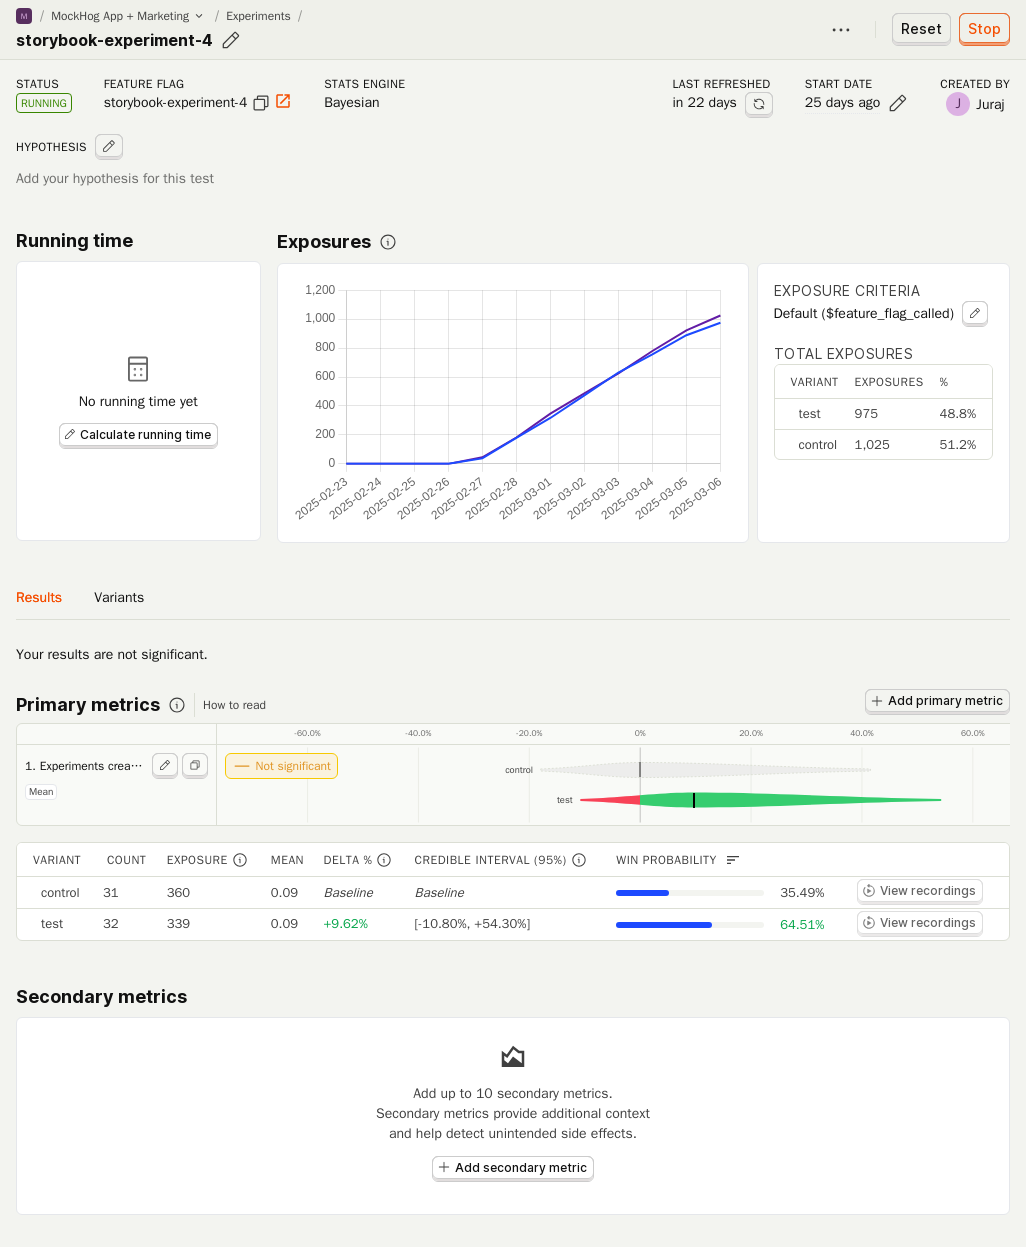 M / MockHog App + Marketing / Experiments /
storybook-experiment-4
Reset
Stop
STATUS
RUNNING
FEATURE FLAG
storybook-experiment-4
STATS ENGINE
Bayesian
LAST REFRESHED
in 22 days
START DATE
25 days ago
CREATED BY
J Juraj
HYPOTHESIS
Add your hypothesis for this test
Running time
No running time yet
Calculate running time
Exposures
1,200
1,000
800
600
400
200
0
2025-02-23
2025-02-24
2025-02-25
2025-02-26
2025-02-27
2025-02-28
2025-03-01
2025-03-02
2025-03-03
2025-03-04
2025-03-05
2025-03-06
EXPOSURE CRITERIA
Default ($feature_flag_called)
TOTAL EXPOSURES
VARIANT EXPOSURES %
test 975 48.8%
control 1,025 51.2%
Results Variants
Your results are not significant.
Primary metrics How to read
Add primary metric
-60.0% -40.0% -20.0% 0% 20.0% 40.0% 60.0%
1. Experiments crea…
Mean
Not significant
control
test
VARIANT COUNT EXPOSURE MEAN DELTA % CREDIBLE INTERVAL (95%) WIN PROBABILITY
control 31 360 0.09 Baseline Baseline 35.49% View recordings
test 32 339 0.09 +9.62% [-10.80%, +54.30%] 64.51% View recordings
Secondary metrics
Add up to 10 secondary metrics.
Secondary metrics provide additional context
and help detect unintended side effects.
Add secondary metric